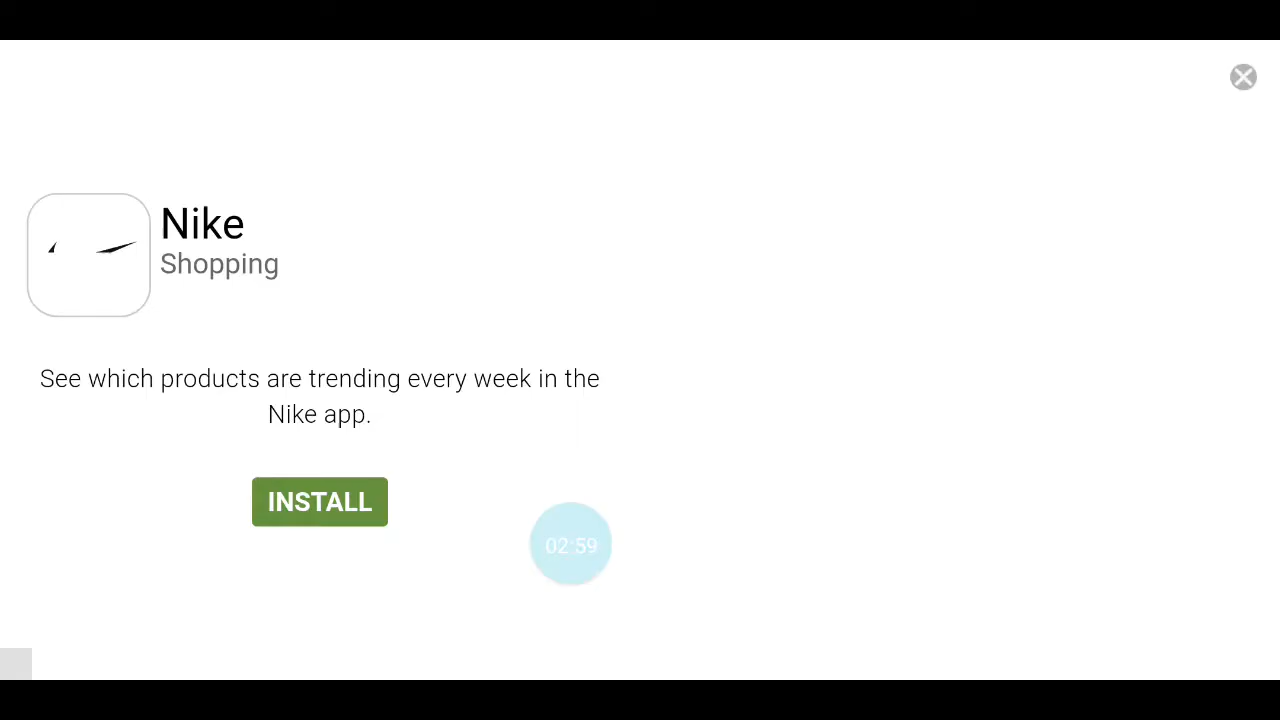 Nike
Shopping
See which products are trending every week in the
Nike app.
INSTALL
02:59